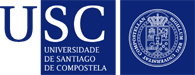 USC
UNIVERSIDADE
DE SANTIAGO
DE COMPOSTELA